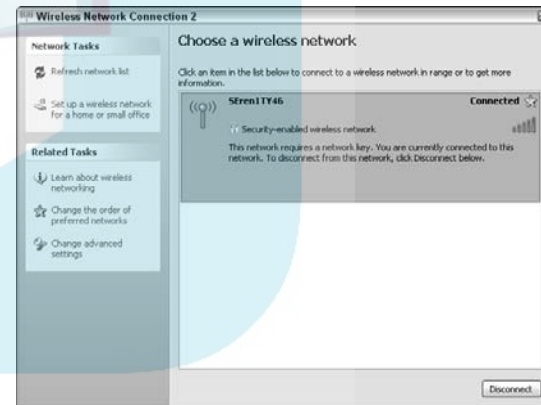 Wireless Network Connection 2
Network Tasks
Refresh network list
Set up a wireless network
for a home or small office
Related Tasks
Learn about wireless
networking
Change the order of
preferred networks
Change advanced
settings
Choose a wireless network
Click an item in the list below to connect to a wireless network in range or to get more
information.
SEren1TY46 Connected
Security-enabled wireless network
This network requires a network key. You are currently connected to this
network. To disconnect from this network, click Disconnect below.
Disconnect